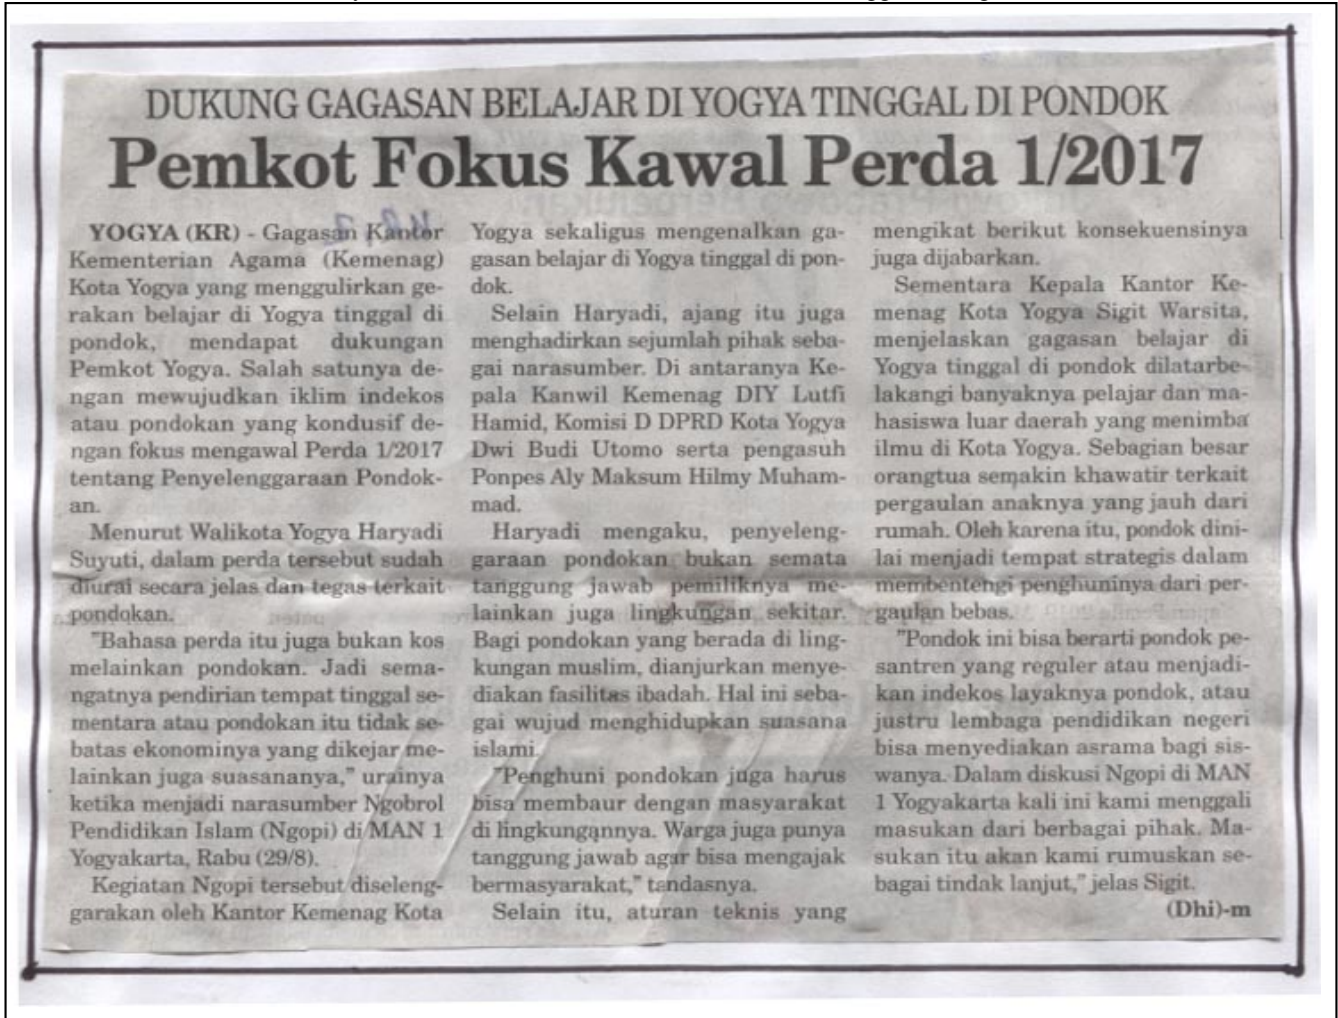 DUKUNG GAGASAN BELAJAR DI YOGYA TINGGAL DI PONDOK
Pemkot Fokus Kawal Perda 1/2017
YOGYA (KR) - Gagasan Kantor
Kementerian Agama (Kemenag)
Kota Yogya yang menggulirkan ge-
rakan belajar di Yogya tinggal di
pondok, mendapat dukungan
Pemkot Yogya. Salah satunya de-
ngan mewujudkan iklim indekos
atau pondokan yang kondusif de-
ngan fokus mengawal Perda 1/2017
tentang Penyelenggaraan Pondok-
an.
Menurut Walikota Yogya Haryadi
Suyuti, dalam perda tersebut sudah
diurai secara jelas dan tegas terkait
pondokan.
"Bahasa perda itu juga bukan kos
melainkan pondokan. Jadi sema-
ngatnya pendirian tempat tinggal se-
mentara atau pondokan itu tidak se-
batas ekonominya yang dikejar me-
lainkan juga suasananya," urainya
ketika menjadi narasumber Ngobrol
Pendidikan Islam (Ngopi) di MAN 1
Yogyakarta, Rabu (29/8).
Kegiatan Ngopi tersebut diseleng-
garakan oleh Kantor Kemenag Kota
Yogya sekaligus mengenalkan ga-
gasan belajar di Yogya tinggal di pon-
dok.
Selain Haryadi, ajang itu juga
menghadirkan sejumlah pihak seba-
gai narasumber. Di antaranya Ke-
pala Kanwil Kemenag DIY Lutfi
Hamid, Komisi D DPRD Kota Yogya
Dwi Budi Utomo serta pengasuh
Ponpes Aly Maksum Hilmy Muham-
mad.
Haryadi mengaku, penyeleng-
garaan pondokan bukan semata
tanggung jawab pemiliknya me-
lainkan juga lingkungan sekitar.
Bagi pondokan yang berada di ling-
kungan muslim, dianjurkan menye-
diakan fasilitas ibadah. Hal ini seba-
gai wujud menghidupkan suasana
islami.
"Penghuni pondokan juga harus
bisa membaur dengan masyarakat
di lingkungannya. Warga juga punya
tanggung jawab agar bisa mengajak
bermasyarakat," tandasnya.
Selain itu, aturan teknis yang
mengikat berikut konsekuensinya
juga dijabarkan.
Sementara Kepala Kantor Ke-
menag Kota Yogya Sigit Warsita,
menjelaskan gagasan belajar di
Yogya tinggal di pondok dilatarbe-
lakangi banyaknya pelajar dan ma-
hasiswa luar daerah yang menimba
ilmu di Kota Yogya. Sebagian besar
orangtua semakin khawatir terkait
pergaulan anaknya yang jauh dari
rumah. Oleh karena itu, pondok dini-
lai menjadi tempat strategis dalam
membentengi penghuninya dari per-
gaulan bebas.
"Pondok ini bisa berarti pondok pe-
santren yang reguler atau menjadi-
kan indekos layaknya pondok, atau
justru lembaga pendidikan negeri
bisa menyediakan asrama bagi sis-
wanya. Dalam diskusi Ngopi di MAN
1 Yogyakarta kali ini kami menggali
masukan dari berbagai pihak. Ma-
sukan itu akan kami rumuskan se-
bagai tindak lanjut," jelas Sigit.
(Dhi)-m